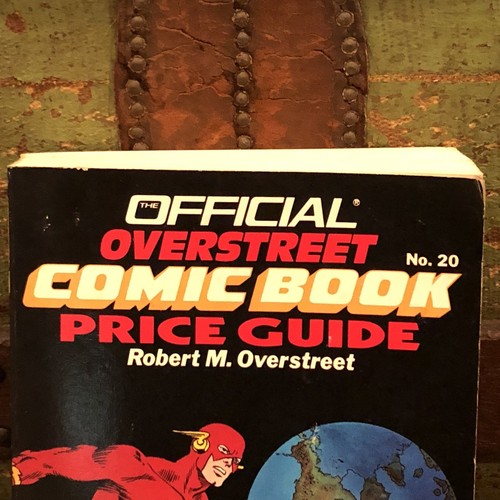 THE OFFICIAL®
OVERSTREET
No. 20
COMIC BOOK
PRICE GUIDE
Robert M. Overstreet